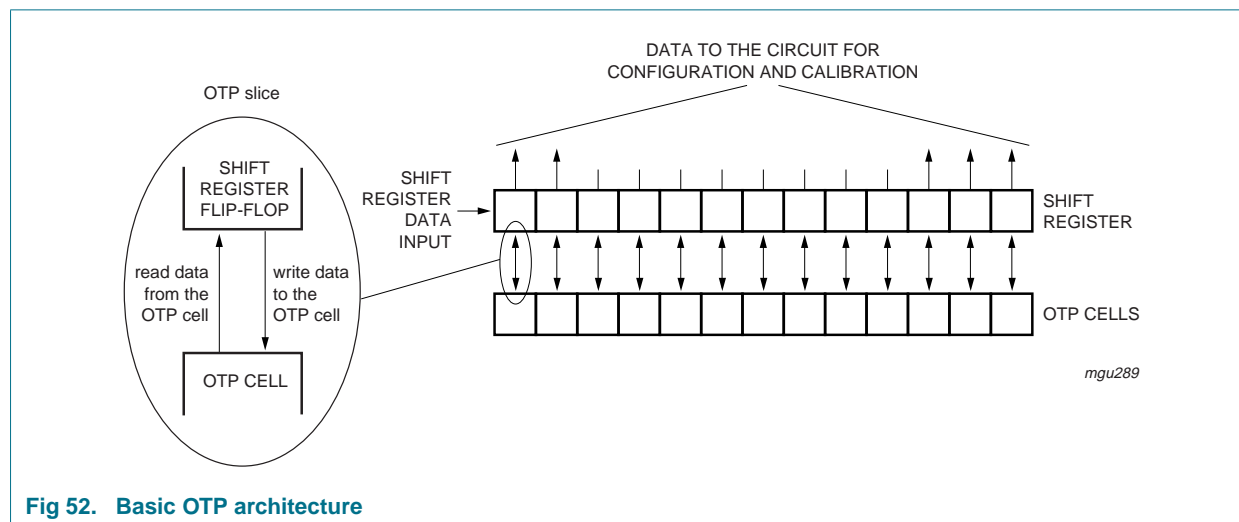 DATA TO THE CIRCUIT FOR
CONFIGURATION AND CALIBRATION
OTP slice
SHIFT
REGISTER
FLIP-FLOP
read data
from the
OTP cell
write data
to the
OTP cell
OTP CELL
SHIFT
REGISTER
DATA
INPUT
SHIFT
REGISTER
OTP CELLS
mgu289
Fig 52. Basic OTP architecture